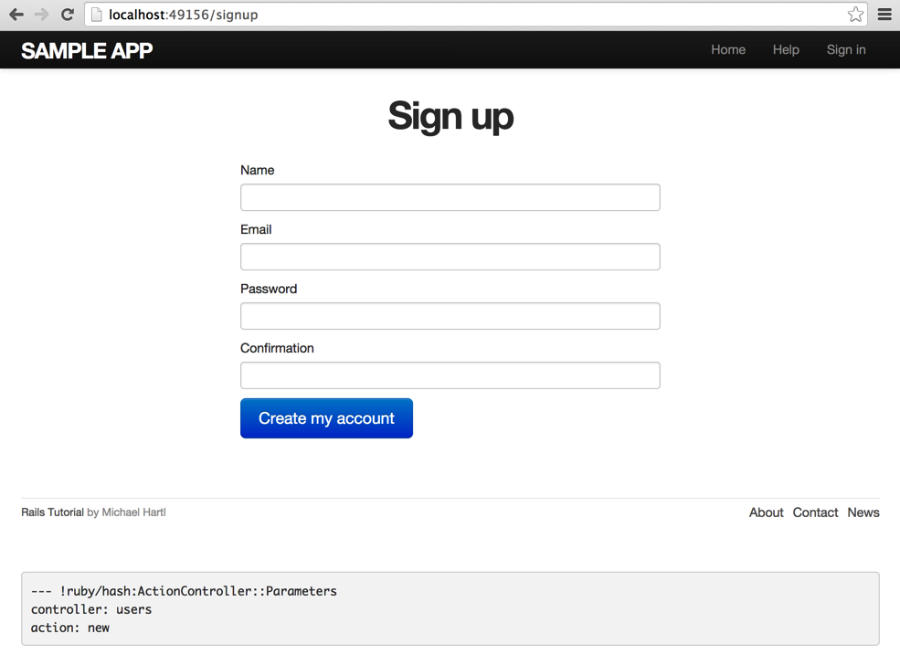 localhost:49156/signup
SAMPLE APP Home Help Sign in
Sign up
Name
Email
Password
Confirmation
Create my account
Rails Tutorial by Michael Hartl About Contact News
--- !ruby/hash:ActionController::Parameters
controller: users
action: new